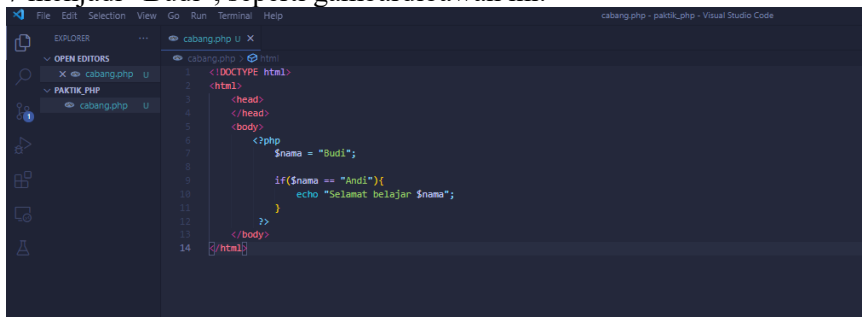 File Edit Selection View Go Run Terminal Help cabang.php - paktik_php - Visual Studio Code
EXPLORER ...
OPEN EDITORS
cabang.php U
PAKTIK_PHP
cabang.php U
1
cabang.php U
cabang.php > html
1 <!DOCTYPE html>
2 <html>
3 <head>
4 </head>
5 <body>
6 <?php
7 $nama = "Budi";
8
9 if($nama == "Andi"){
10 echo "Selamat belajar $nama";
11 }
12 ?>
13 </body>
14 </html>